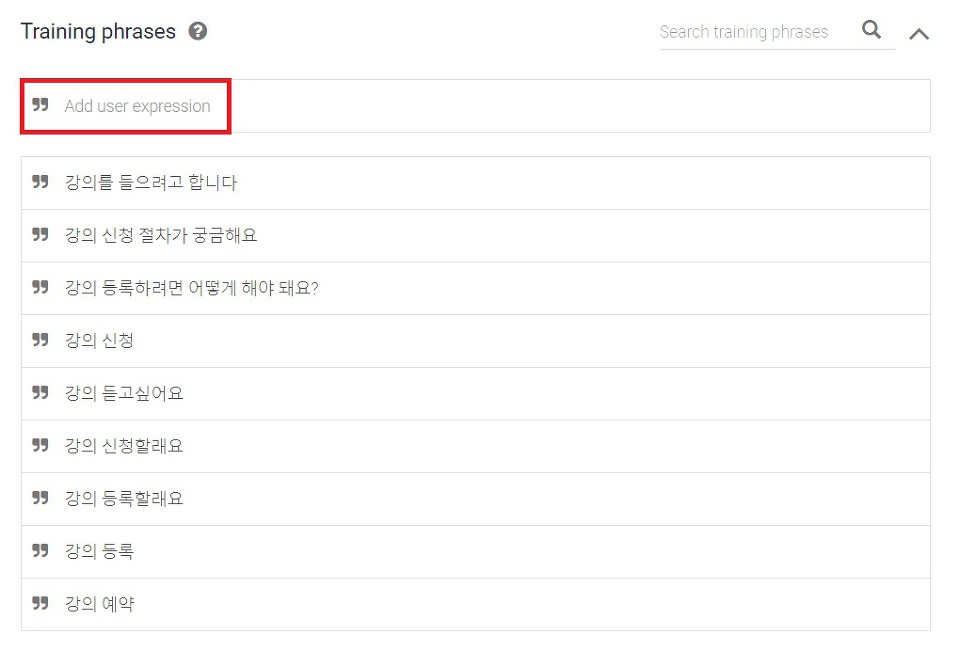 Training phrases
Search training phrases
Add user expression
강의를 들으려고 합니다
강의 신청 절차가 궁금해요
강의 등록하려면 어떻게 해야 돼요?
강의 신청
강의 듣고싶어요
강의 신청할래요
강의 등록할래요
강의 등록
강의 예약